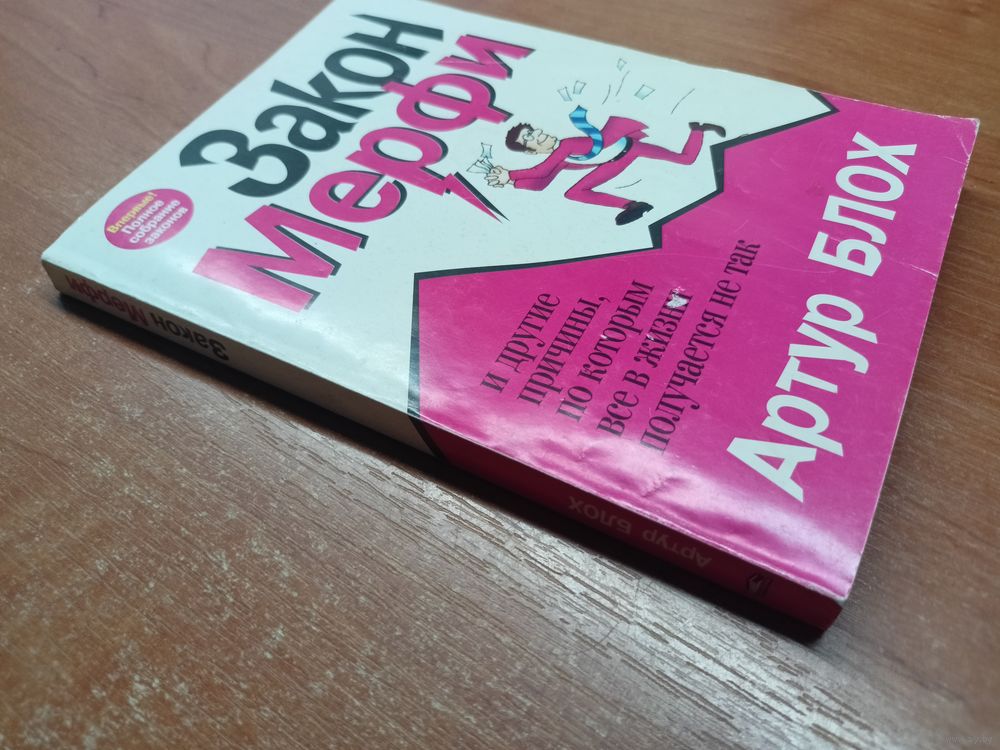 Впервые!
Полное
собрание
законов
Закон
Мерфи
и другие
причины,
по которым
все в жизни
получается не так
Артур БЛОХ
Закон Мерфи
Артур БЛОХ